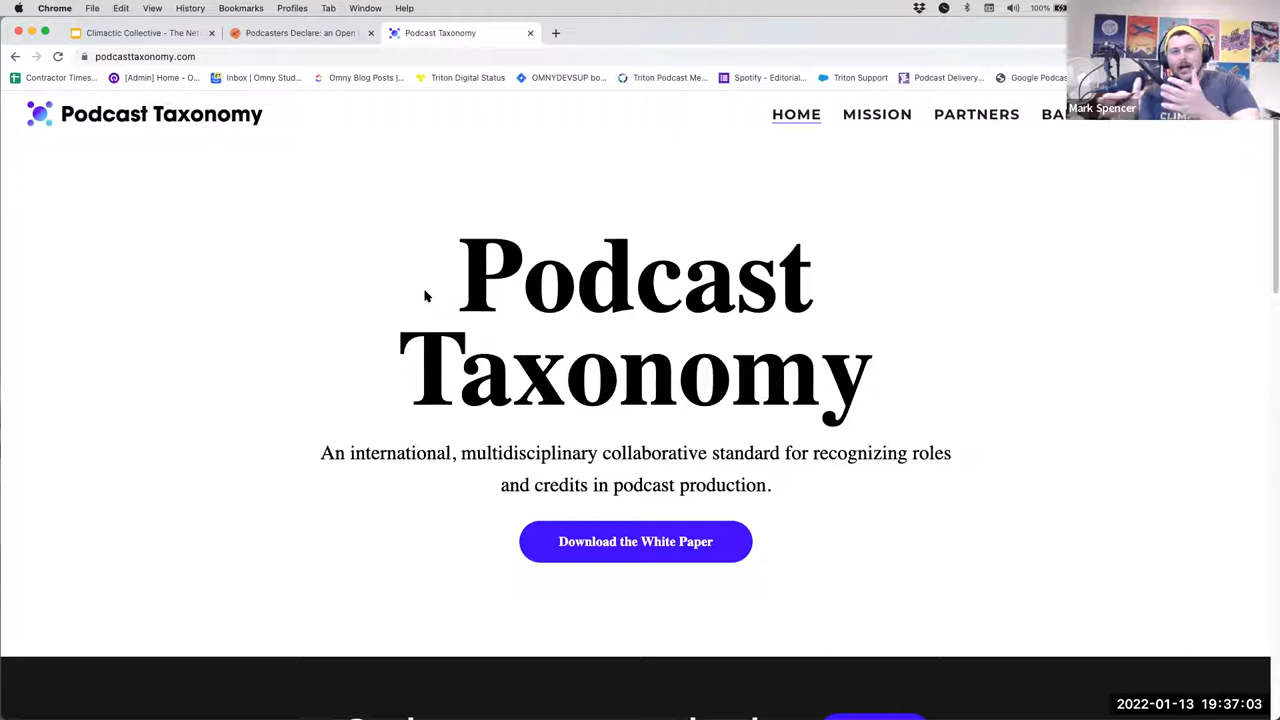 Chrome File Edit View History Bookmarks Profiles Tab Window Help 100%
Climactic Collective - The Net Podcasters Declare: an Open Podcast Taxonomy
podcasttaxonomy.com
Contractor Times... [Admin] Home - O... Inbox | Omny Stud... Omny Blog Posts |... Triton Digital Status OMNYDEVSUP bo... Triton Podcast Me... Spotify - Editorial... Triton Support Podcast Delivery... Google Podcas
Mark Spencer
Podcast Taxonomy HOME MISSION PARTNERS BA
Podcast
Taxonomy
An international, multidisciplinary collaborative standard for recognizing roles
and credits in podcast production.
Download the White Paper
2022-01-13 19:37:03